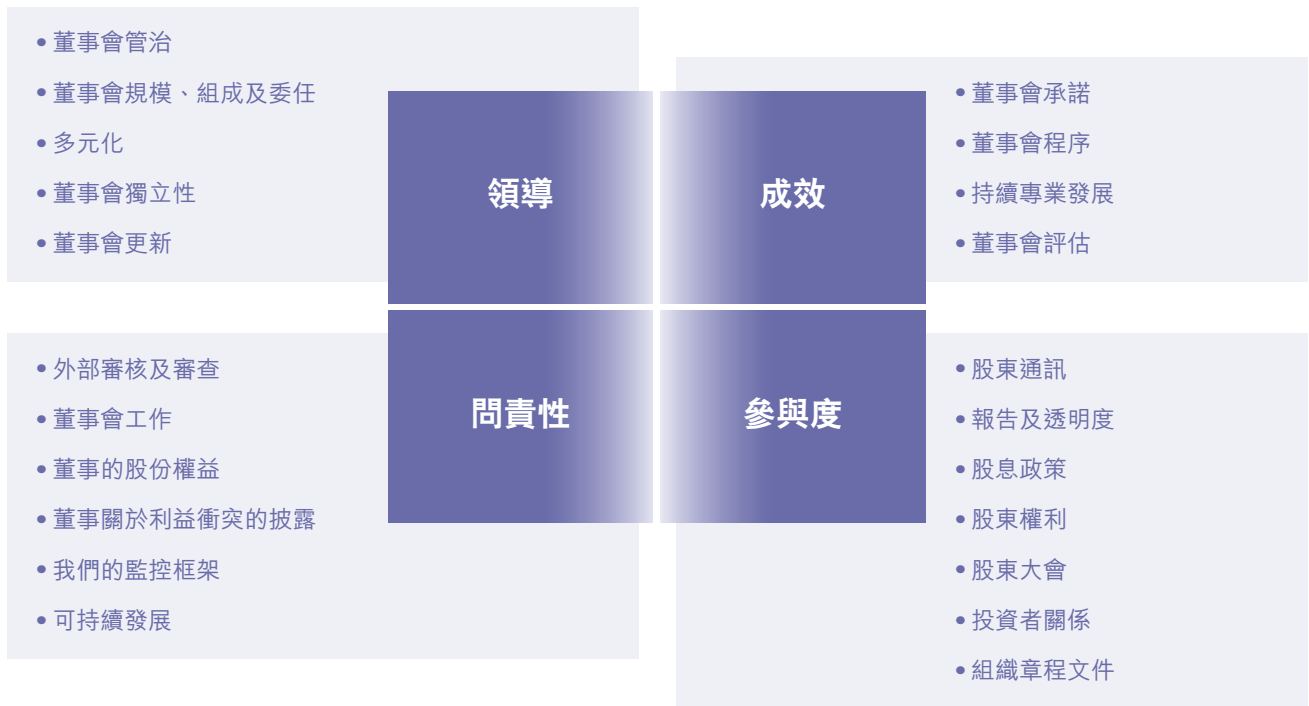 • 董事會管治
• 董事會規模、組成及委任
• 多元化
• 董事會獨立性
• 董事會更新
領導
成效
• 董事會承諾
• 董事會程序
• 持續專業發展
• 董事會評估
• 外部審核及審查
• 董事會工作
• 董事的股份權益
• 董事關於利益衝突的披露
• 我們的監控框架
• 可持續發展
問責性
參與度
• 股東通訊
• 報告及透明度
• 股息政策
• 股東權利
• 股東大會
• 投資者關係
• 組織章程文件